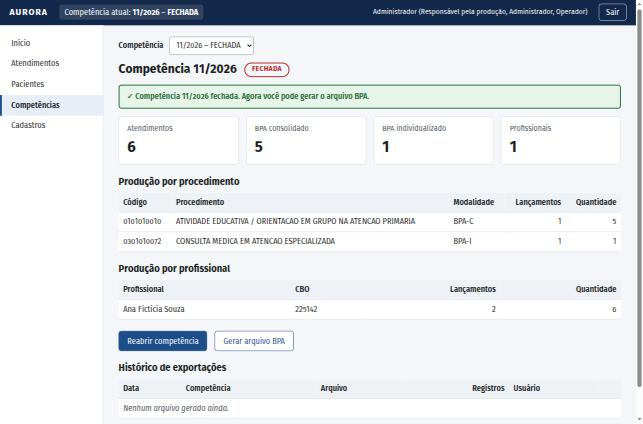 AURORA
Competência atual: 11/2026 – FECHADA
Administrador (Responsável pela produção, Administrador, Operador)
Sair
Início
Atendimentos
Pacientes
Competências
Cadastros
Competência 11/2026 – FECHADA
Competência 11/2026 FECHADA
✓ Competência 11/2026 fechada. Agora você pode gerar o arquivo BPA.
Atendimentos BPA consolidado BPA individualizado Profissionais
6 5 1 1
Produção por procedimento
Código Procedimento Modalidade Lançamentos Quantidade
0101010010 ATIVIDADE EDUCATIVA / ORIENTACAO EM GRUPO NA ATENCAO PRIMARIA BPA-C 1 5
0301010072 CONSULTA MEDICA EM ATENCAO ESPECIALIZADA BPA-I 1 1
Produção por profissional
Profissional CBO Lançamentos Quantidade
Ana Ficticia Souza 225142 2 6
Reabrir competência Gerar arquivo BPA
Histórico de exportações
Data Competência Arquivo Registros Usuário
Nenhum arquivo gerado ainda.